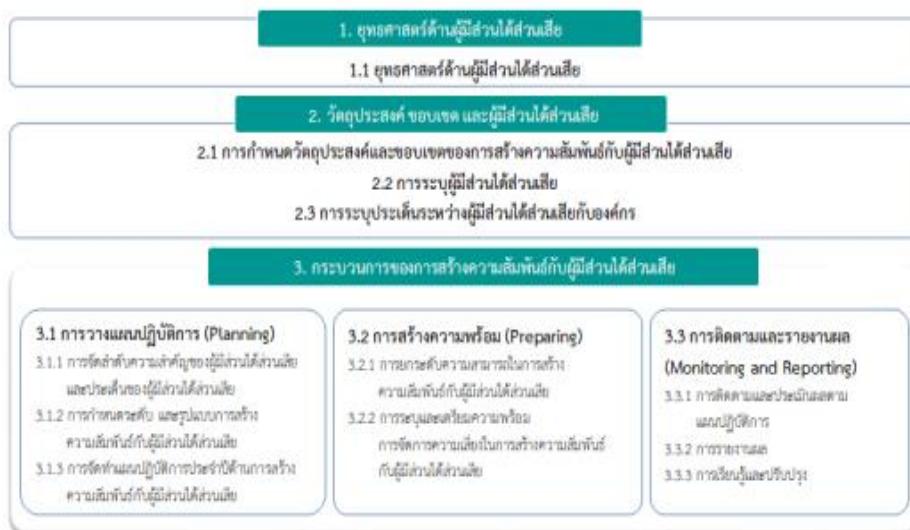 1. ยุทธศาสตร์ด้านผู้มีส่วนได้ส่วนเสีย
1.1 ยุทธศาสตร์ด้านผู้มีส่วนได้ส่วนเสีย
2. วัตถุประสงค์ ขอบเขต และผู้มีส่วนได้ส่วนเสีย
2.1 การกำหนดวัตถุประสงค์และขอบเขตของการสร้างความสัมพันธ์กับผู้มีส่วนได้ส่วนเสีย
2.2 การระบุผู้มีส่วนได้ส่วนเสีย
2.3 การระบุประเด็นระหว่างผู้มีส่วนได้ส่วนเสียกับองค์กร
3. กระบวนการของการสร้างความสัมพันธ์กับผู้มีส่วนได้ส่วนเสีย
3.1 การวางแผนปฏิบัติการ (Planning)
3.1.1 การจัดลำดับความสำคัญของผู้มีส่วนได้ส่วนเสีย
และประเด็นของผู้มีส่วนได้ส่วนเสีย
3.1.2 การกำหนดระดับ และรูปแบบการสร้าง
ความสัมพันธ์กับผู้มีส่วนได้ส่วนเสีย
3.1.3 การจัดทำแผนปฏิบัติการประจำปีด้านการสร้าง
ความสัมพันธ์กับผู้มีส่วนได้ส่วนเสีย
3.2 การสร้างความพร้อม (Preparing)
3.2.1 การยกระดับความสามารถในการสร้าง
ความสัมพันธ์กับผู้มีส่วนได้ส่วนเสีย
3.2.2 การระบุและเตรียมความพร้อม
การจัดการความเสี่ยงในการสร้างความสัมพันธ์
กับผู้มีส่วนได้ส่วนเสีย
3.3 การติดตามและรายงานผล
(Monitoring and Reporting)
3.3.1 การติดตามและประเมินผลตาม
แผนปฏิบัติการ
3.3.2 การรายงานผล
3.3.3 การเรียนรู้และปรับปรุง